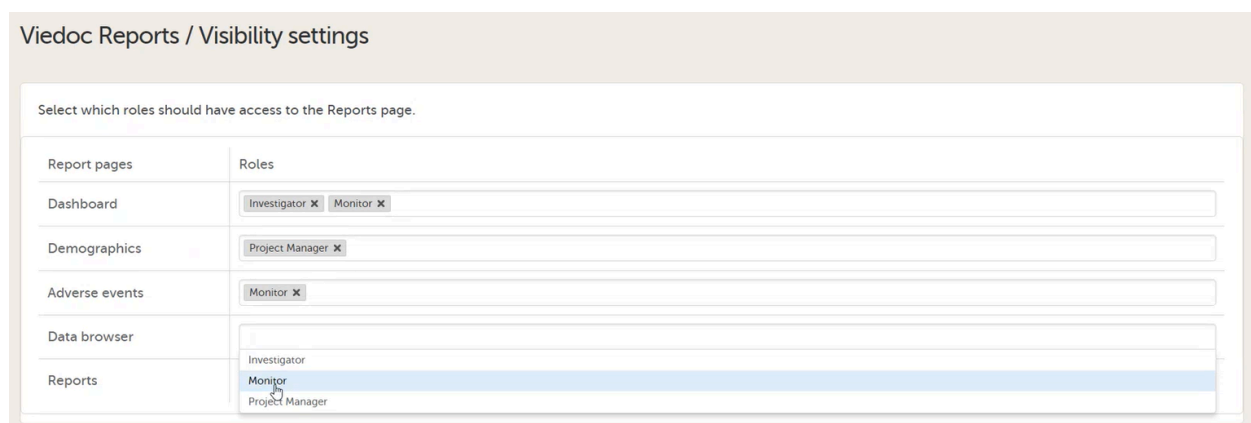 Viedoc Reports / Visibility settings
Select which roles should have access to the Reports page.
Report pages Roles
Dashboard Investigator ✖ Monitor ✖
Demographics Project Manager ✖
Adverse events Monitor ✖
Data browser
Investigator
Reports Monitor
Project Manager